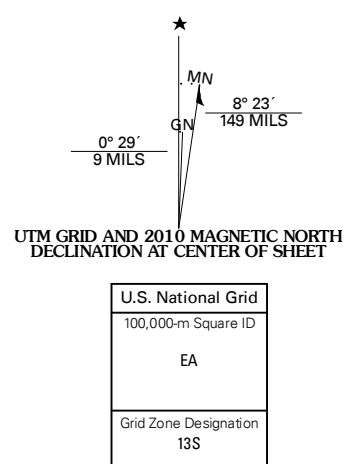 ★
MN
GN
8° 23´
149 MILS
0° 29´
9 MILS
UTM GRID AND 2010 MAGNETIC NORTH
DECLINATION AT CENTER OF SHEET
U.S. National Grid
100,000-m Square ID
EA
Grid Zone Designation
13S